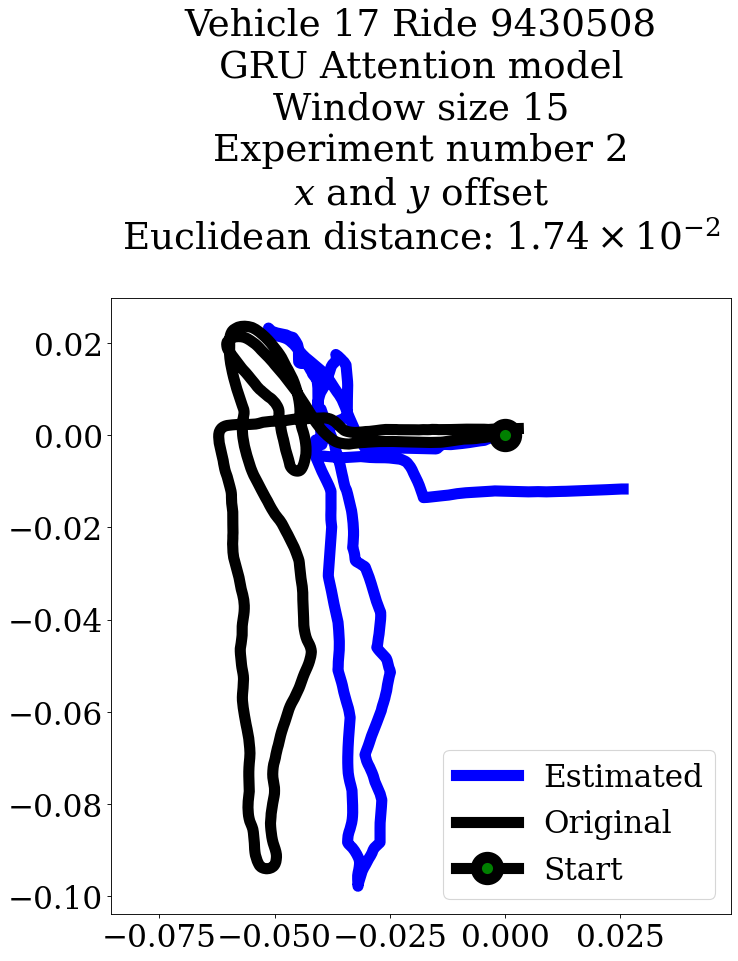 Vehicle 17 Ride 9430508
GRU Attention model
Window size 15
Experiment number 2
x and y offset
Euclidean distance: 1.74 × 10⁻²
0.02
0.00
−0.02
−0.04
−0.06
−0.08
−0.10
Estimated
Original
Start
−0.075 −0.050 −0.025 0.000 0.025